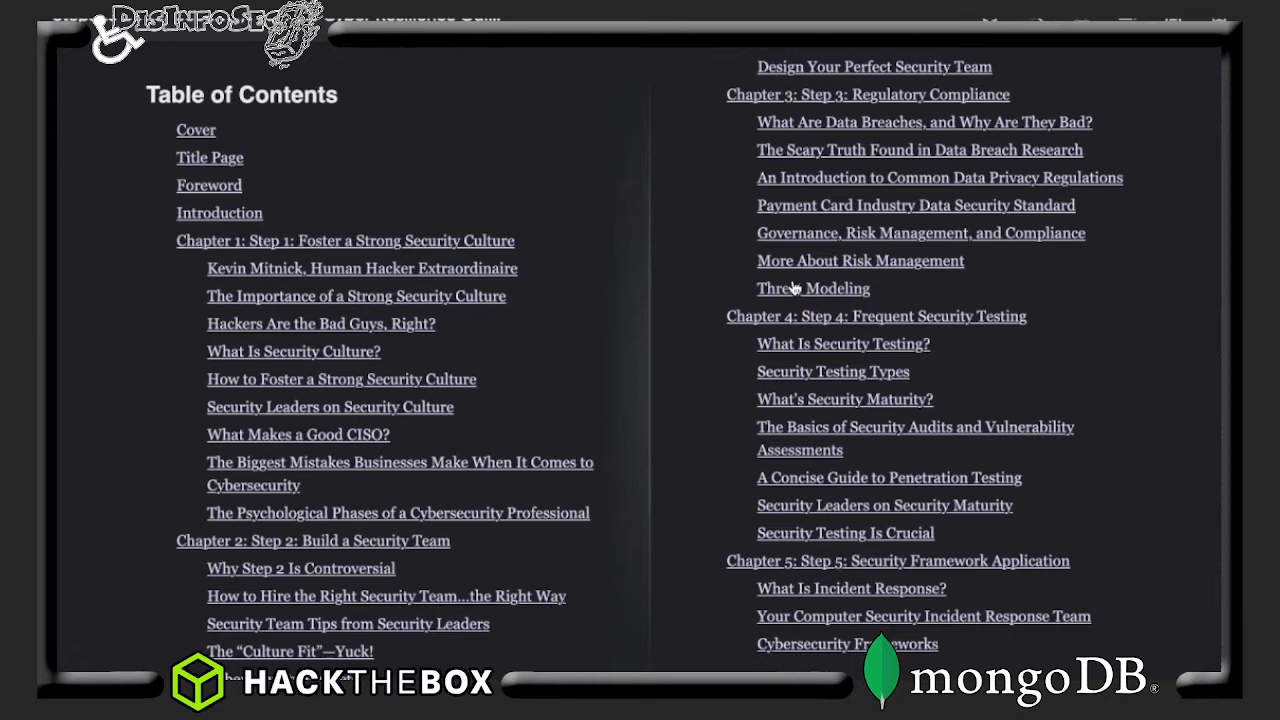 DisInfoSec
Cyber Resilience Gui...
Table of Contents
Cover
Title Page
Foreword
Introduction
Chapter 1: Step 1: Foster a Strong Security Culture
Kevin Mitnick, Human Hacker Extraordinaire
The Importance of a Strong Security Culture
Hackers Are the Bad Guys, Right?
What Is Security Culture?
How to Foster a Strong Security Culture
Security Leaders on Security Culture
What Makes a Good CISO?
The Biggest Mistakes Businesses Make When It Comes to
Cybersecurity
The Psychological Phases of a Cybersecurity Professional
Chapter 2: Step 2: Build a Security Team
Why Step 2 Is Controversial
How to Hire the Right Security Team...the Right Way
Security Team Tips from Security Leaders
The “Culture Fit”—Yuck!
Design Your Perfect Security Team
Chapter 3: Step 3: Regulatory Compliance
What Are Data Breaches, and Why Are They Bad?
The Scary Truth Found in Data Breach Research
An Introduction to Common Data Privacy Regulations
Payment Card Industry Data Security Standard
Governance, Risk Management, and Compliance
More About Risk Management
Threat Modeling
Chapter 4: Step 4: Frequent Security Testing
What Is Security Testing?
Security Testing Types
What's Security Maturity?
The Basics of Security Audits and Vulnerability
Assessments
A Concise Guide to Penetration Testing
Security Leaders on Security Maturity
Security Testing Is Crucial
Chapter 5: Step 5: Security Framework Application
What Is Incident Response?
Your Computer Security Incident Response Team
Cybersecurity Frameworks
HACKTHEBOX
mongoDB®